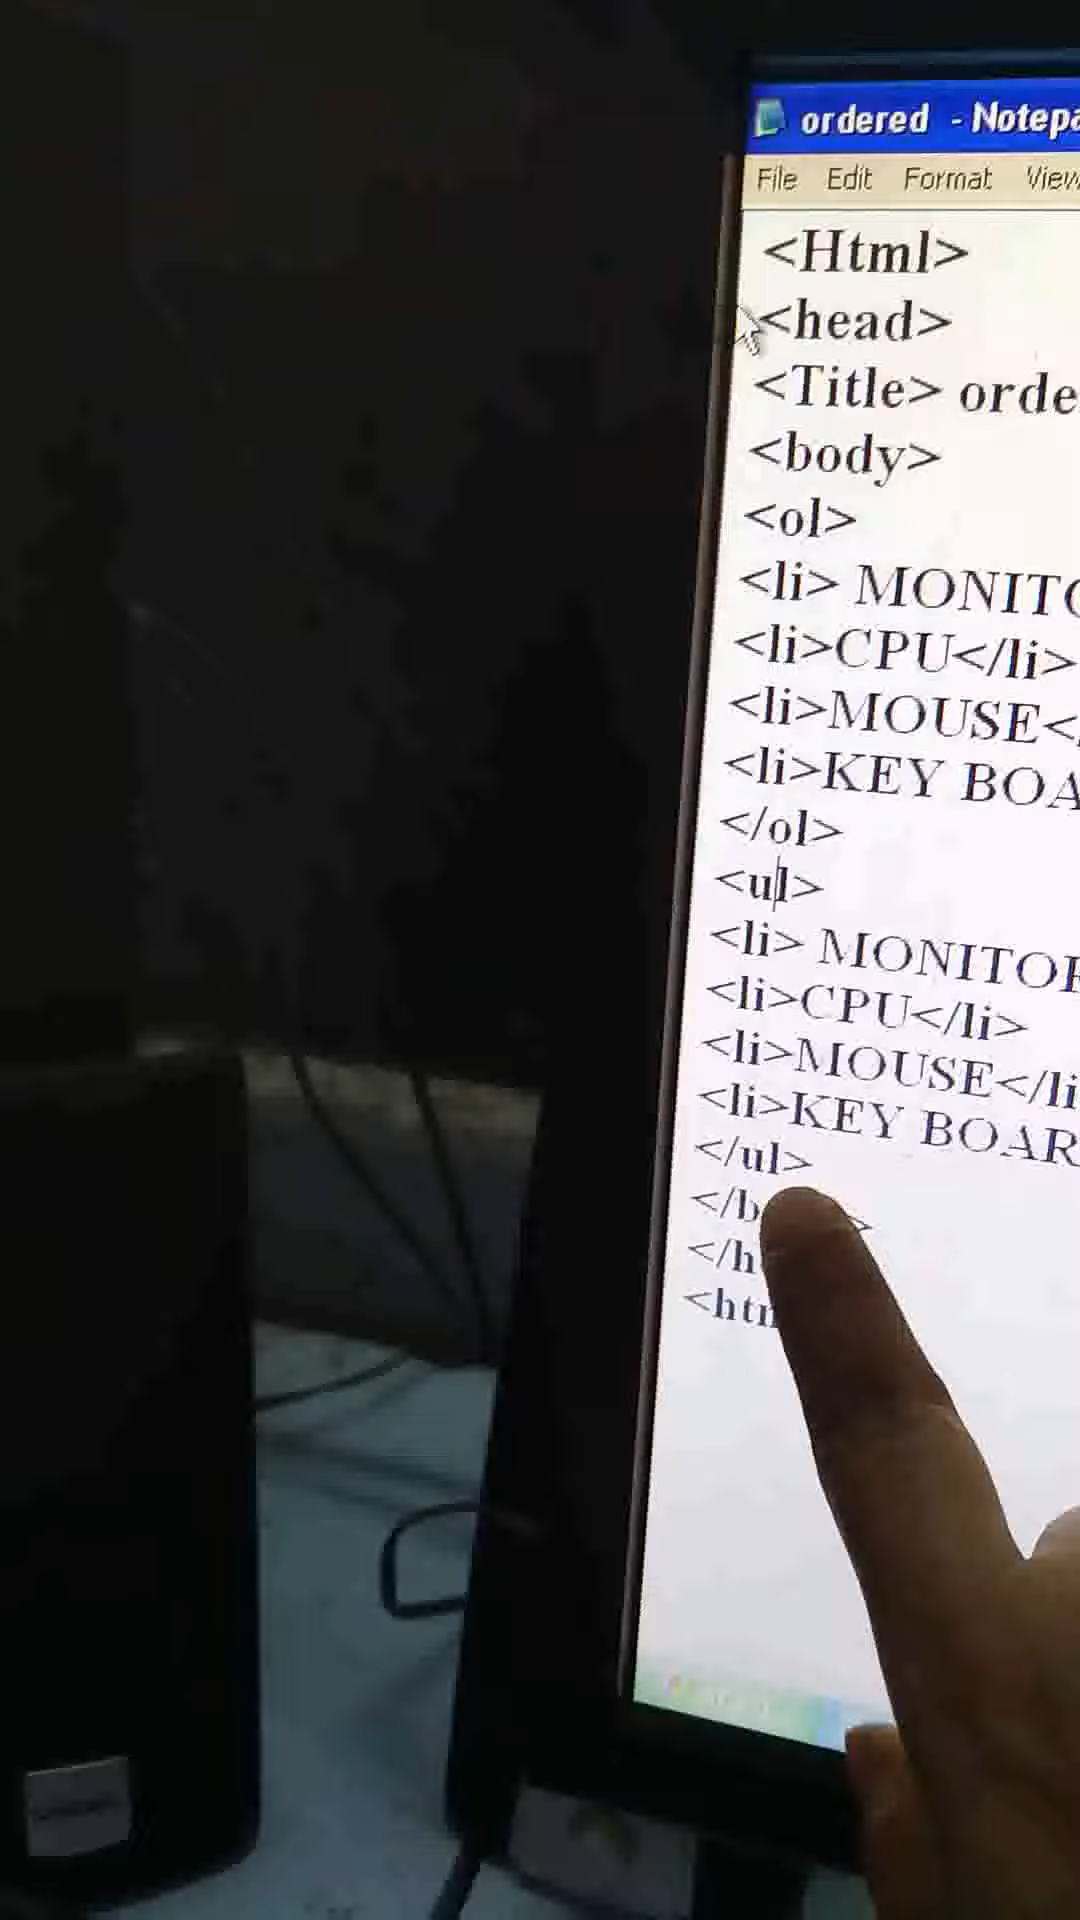 ordered - Notepa
File Edit Format View
<Html>
<head>
<Title> orde
<body>
<ol>
<li> MONITO
<li>CPU</li>
<li>MOUSE<
<li>KEY BOA
</ol>
<ul>
<li> MONITOR
<li>CPU</li>
<li>MOUSE</li
<li>KEY BOAR
</ul>
</b
</h
<htm